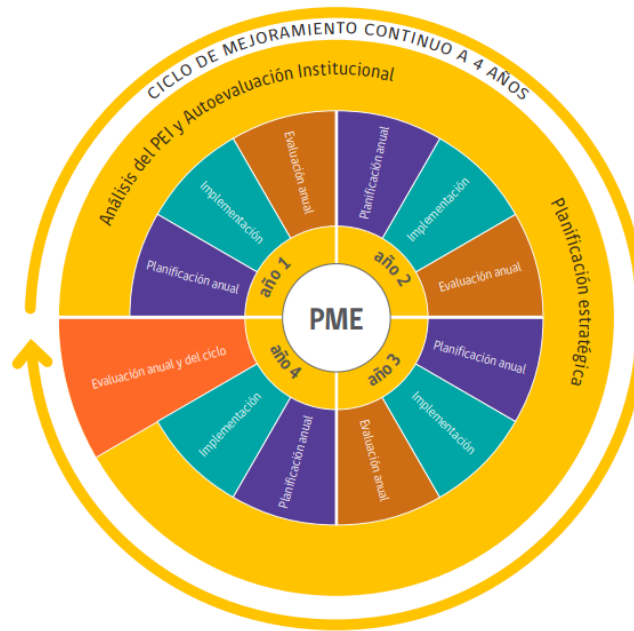 CICLO DE MEJORAMIENTO CONTINUO A 4 AÑOS
Análisis del PEI y Autoevaluación Institucional
Planificación estratégica
PME
año 1
Planificación anual
Implementación
Evaluación anual
año 2
Planificación anual
Implementación
Evaluación anual
año 3
Planificación anual
Implementación
Evaluación anual
año 4
Planificación anual
Implementación
Evaluación anual y del ciclo